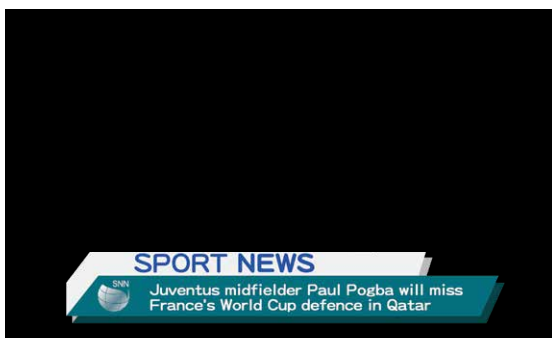 SPORT NEWS
SNN
Juventus midfielder Paul Pogba will miss
France's World Cup defence in Qatar